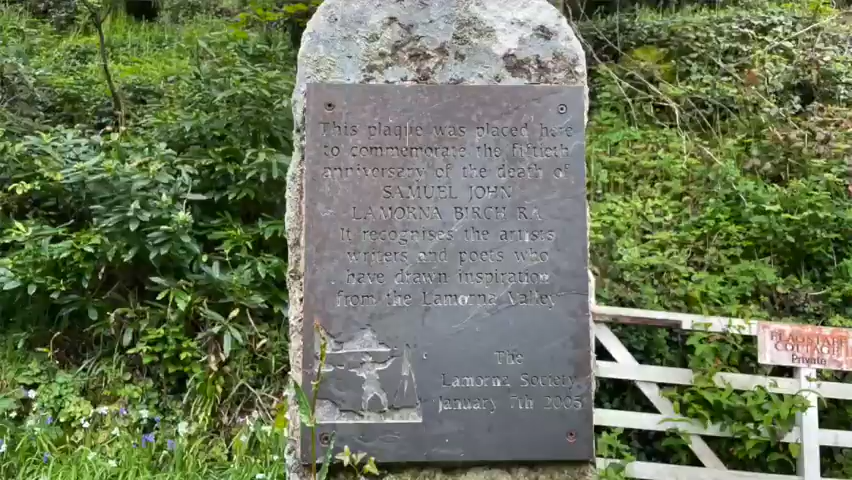 This plaque was placed here
to commemorate the fiftieth
anniversary of the death of
SAMUEL JOHN
LAMORNA BIRCH RA
It recognises the artists
writers and poets who
have drawn inspiration
from the Lamorna Valley
The
Lamorna Society
January 7th 2005
FLAGSTAFF
COTTAGE
Private